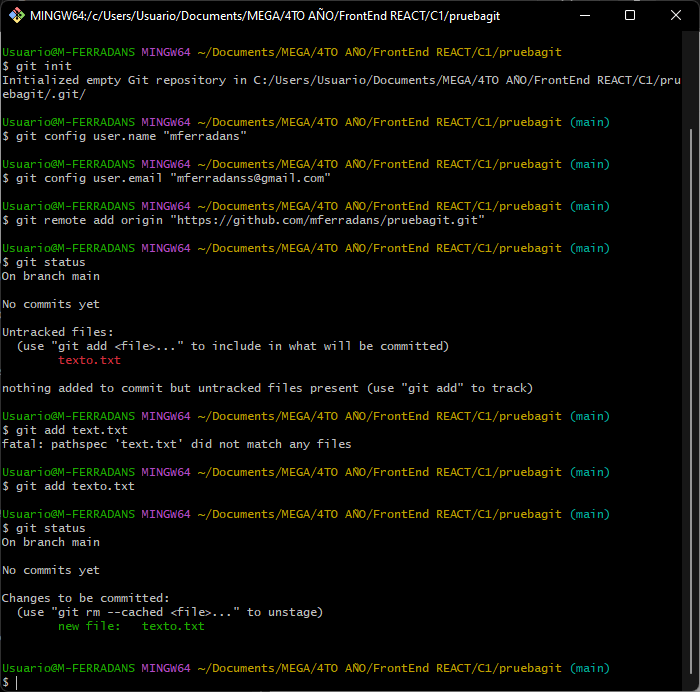 MINGW64:/c/Users/Usuario/Documents/MEGA/4TO AÑO/FrontEnd REACT/C1/pruebagit
Usuario@M-FERRADANS MINGW64 ~/Documents/MEGA/4TO AÑO/FrontEnd REACT/C1/pruebagit
$ git init
Initialized empty Git repository in C:/Users/Usuario/Documents/MEGA/4TO AÑO/FrontEnd REACT/C1/pru
ebagit/.git/
Usuario@M-FERRADANS MINGW64 ~/Documents/MEGA/4TO AÑO/FrontEnd REACT/C1/pruebagit (main)
$ git config user.name "mferradans"
Usuario@M-FERRADANS MINGW64 ~/Documents/MEGA/4TO AÑO/FrontEnd REACT/C1/pruebagit (main)
$ git config user.email "mferradanss@gmail.com"
Usuario@M-FERRADANS MINGW64 ~/Documents/MEGA/4TO AÑO/FrontEnd REACT/C1/pruebagit (main)
$ git remote add origin "https://github.com/mferradans/pruebagit.git"
Usuario@M-FERRADANS MINGW64 ~/Documents/MEGA/4TO AÑO/FrontEnd REACT/C1/pruebagit (main)
$ git status
On branch main
No commits yet
Untracked files:
(use "git add <file>..." to include in what will be committed)
texto.txt
nothing added to commit but untracked files present (use "git add" to track)
Usuario@M-FERRADANS MINGW64 ~/Documents/MEGA/4TO AÑO/FrontEnd REACT/C1/pruebagit (main)
$ git add text.txt
fatal: pathspec 'text.txt' did not match any files
Usuario@M-FERRADANS MINGW64 ~/Documents/MEGA/4TO AÑO/FrontEnd REACT/C1/pruebagit (main)
$ git add texto.txt
Usuario@M-FERRADANS MINGW64 ~/Documents/MEGA/4TO AÑO/FrontEnd REACT/C1/pruebagit (main)
$ git status
On branch main
No commits yet
Changes to be committed:
(use "git rm --cached <file>..." to unstage)
new file:   texto.txt
Usuario@M-FERRADANS MINGW64 ~/Documents/MEGA/4TO AÑO/FrontEnd REACT/C1/pruebagit (main)
$